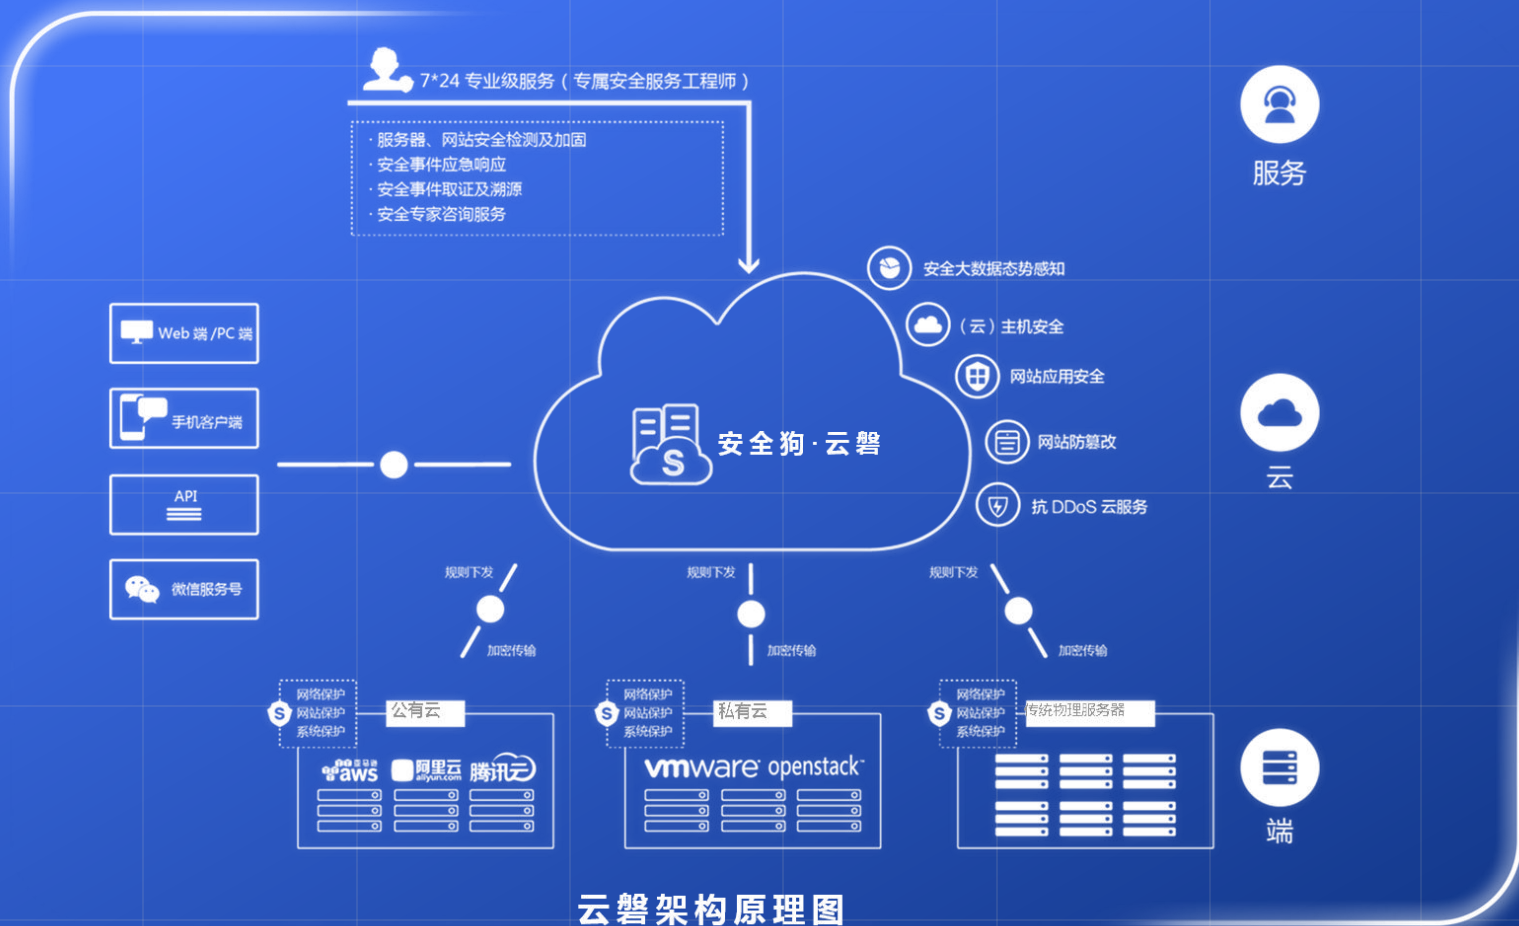 7*24 专业级服务（专属安全服务工程师）
· 服务器、网站安全检测及加固
· 安全事件应急响应
· 安全事件取证及溯源
· 安全专家咨询服务
服务
安全大数据态势感知
（云）主机安全
网站应用安全
网站防篡改
抗 DDoS 云服务
云
Web 端 /PC 端
手机客户端
API
微信服务号
安全狗·云磐
S
规则下发
加密传输
规则下发
加密传输
规则下发
加密传输
S
网络保护
网站保护
系统保护
公有云
亚马逊
aws
阿里云
aliyun.com
腾讯云
S
网络保护
网站保护
系统保护
私有云
vmware
openstack™
S
网络保护
网站保护
系统保护
传统物理服务器
端
云磐架构原理图